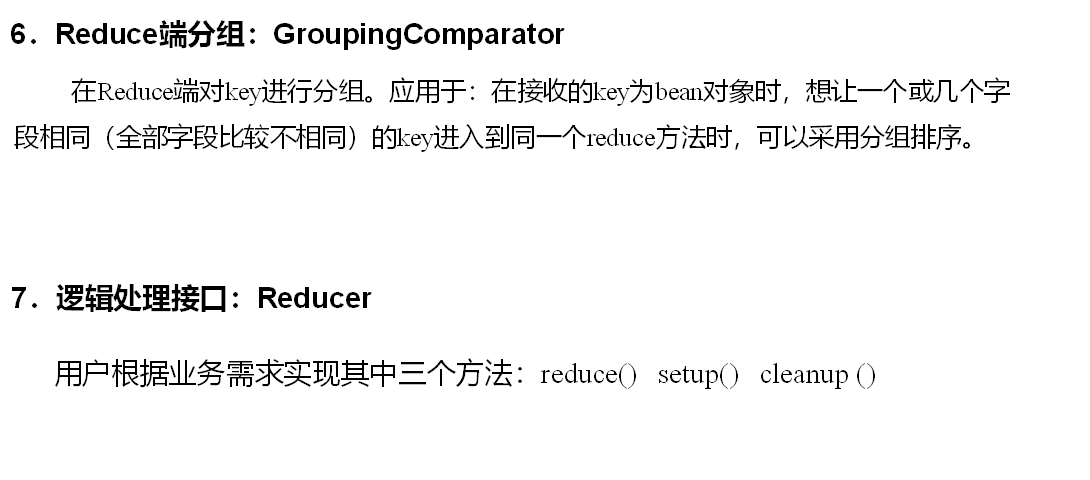 6．Reduce端分组：GroupingComparator
在Reduce端对key进行分组。应用于：在接收的key为bean对象时，想让一个或几个字
段相同（全部字段比较不相同）的key进入到同一个reduce方法时，可以采用分组排序。
7．逻辑处理接口：Reducer
用户根据业务需求实现其中三个方法：reduce() setup() cleanup ()